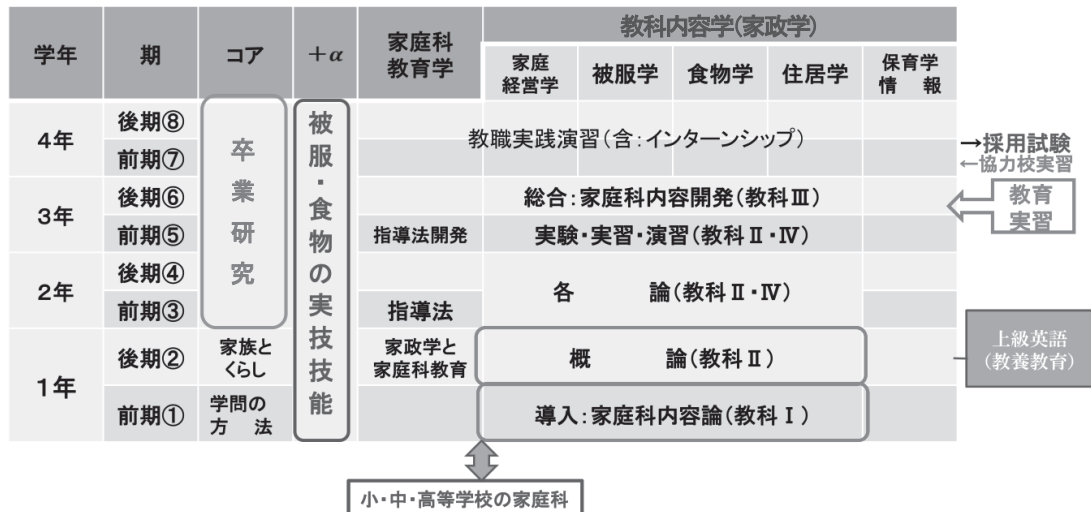 教科内容学(家政学)
学年 期 コア +α 家庭科
教育学 家庭
経営学 被服学 食物学 住居学 保育学
情 報
4年 後期⑧
前期⑦
教職実践演習(含:インターンシップ)
→採用試験
←協力校実習
3年 後期⑥ 総合:家庭科内容開発(教科Ⅲ)
教育
実習
前期⑤ 指導法開発 実験・実習・演習(教科Ⅱ・Ⅳ)
卒業研究
被服・食物の実技技能
2年 後期④
前期③ 指導法
各 論(教科Ⅱ・Ⅳ)
1年 後期② 家族と
くらし 家政学と
家庭科教育 概 論(教科Ⅱ)
上級英語
(教養教育)
前期① 学問の
方 法 導入:家庭科内容論(教科Ⅰ)
小・中・高等学校の家庭科